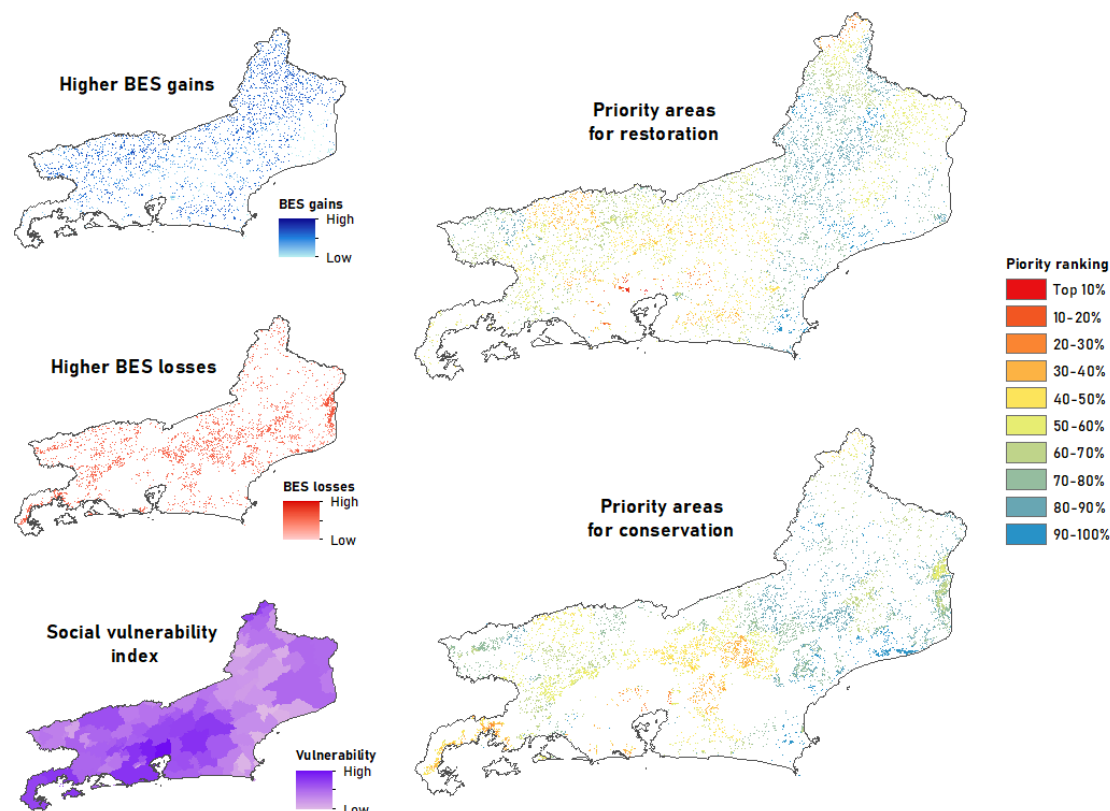 Higher BES gains
BES gains
High
Low
Higher BES losses
BES losses
High
Low
Social vulnerability
index
Vulnerability
High
Low
Priority areas
for restoration
Priority areas
for conservation
Piority ranking
Top 10%
10-20%
20-30%
30-40%
40-50%
50-60%
60-70%
70-80%
80-90%
90-100%